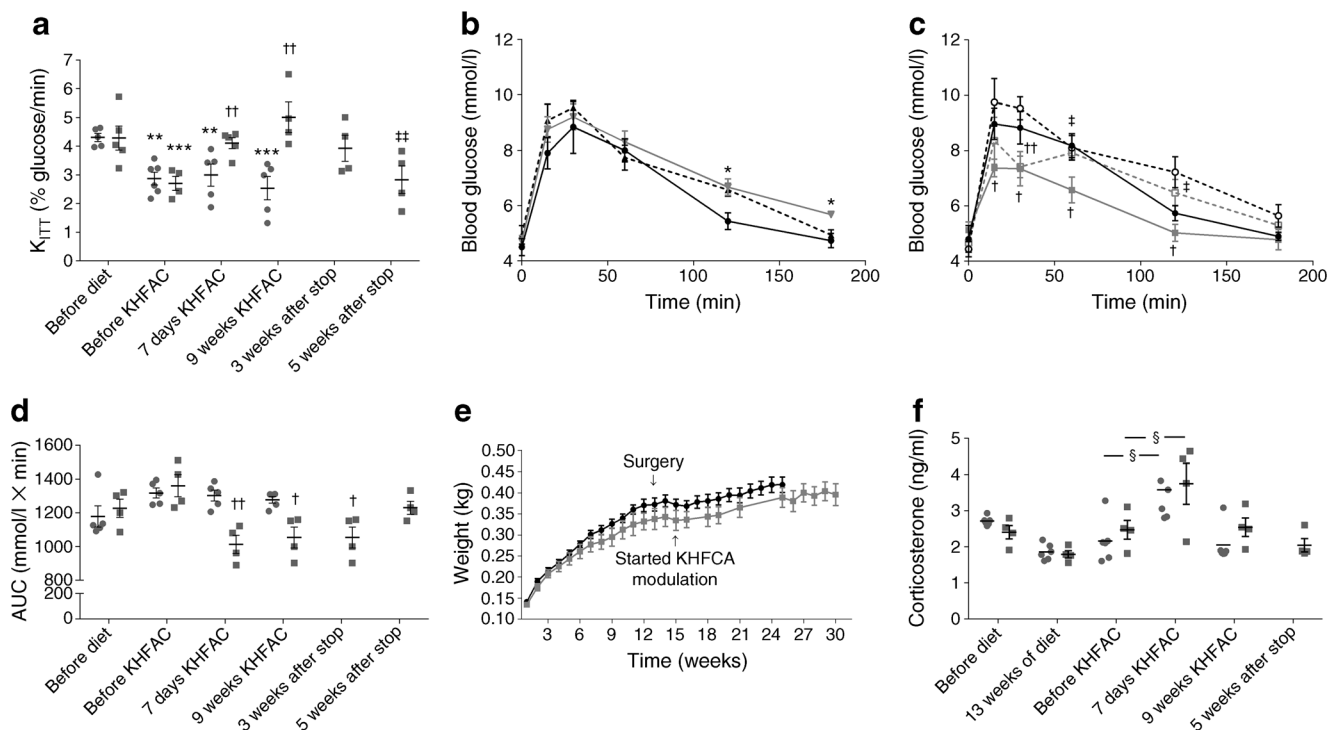 a
K_ITT (% glucose/min)
7
6
5
4
3
2
1
0
**
***
**
††
***
††
‡‡
Before diet
Before KHFAC
7 days KHFAC
9 weeks KHFAC
3 weeks after stop
5 weeks after stop
b
Blood glucose (mmol/l)
12
10
8
6
4
*
*
0
50
100
150
200
Time (min)
c
Blood glucose (mmol/l)
12
10
8
6
4
‡
††
‡
†
†
†
†
0
50
100
150
200
Time (min)
d
AUC (mmol/l × min)
1600
1400
1200
1000
800
200
0
††
†
†
Before diet
Before KHFAC
7 days KHFAC
9 weeks KHFAC
3 weeks after stop
5 weeks after stop
e
Weight (kg)
0.50
0.45
0.40
0.35
0.30
0.25
0.20
0.15
0.10
Surgery
↓
↑
Started KHFCA
modulation
3
6
9
12
15
18
21
24
27
30
Time (weeks)
f
Corticosterone (ng/ml)
5
4
3
2
1
0
§
§
Before diet
13 weeks of diet
Before KHFAC
7 days KHFAC
9 weeks KHFAC
5 weeks after stop